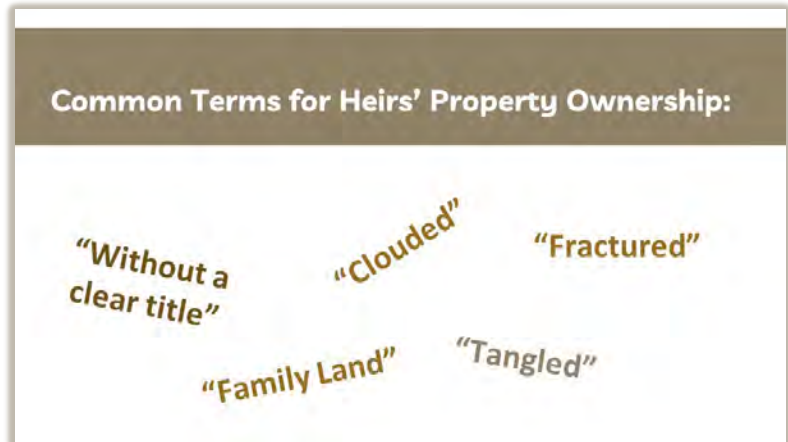 Common Terms for Heirs’ Property Ownership:
“Without a
clear title”
“Clouded”
“Fractured”
“Family Land”
“Tangled”